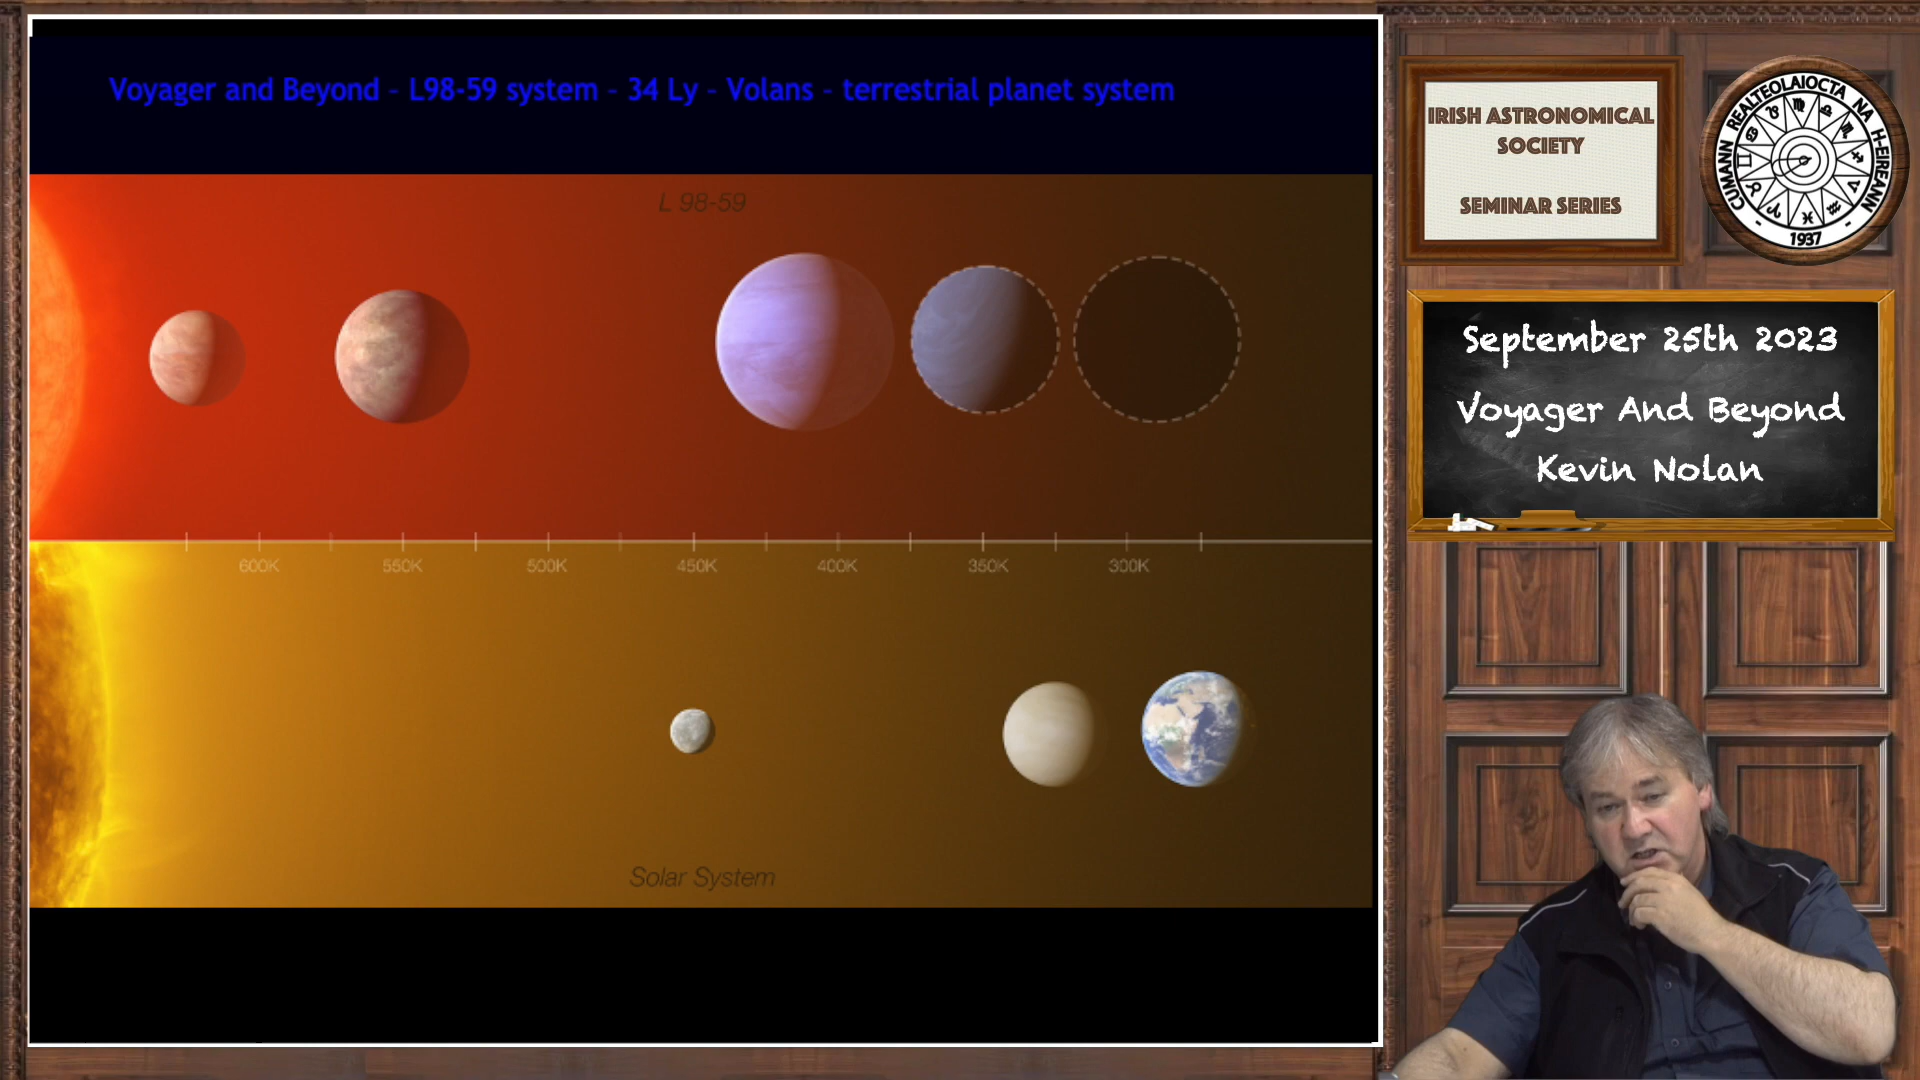 Voyager and Beyond - L98-59 system - 34 Ly - Volans - terrestrial planet system
L 98-59
600K 550K 500K 450K 400K 350K 300K
Solar System
IRISH ASTRONOMICAL
SOCIETY
SEMINAR SERIES
CUMANN REALTEOLAIOCTA NA H-EIREANN
- 1937 -
September 25th 2023
Voyager And Beyond
Kevin Nolan